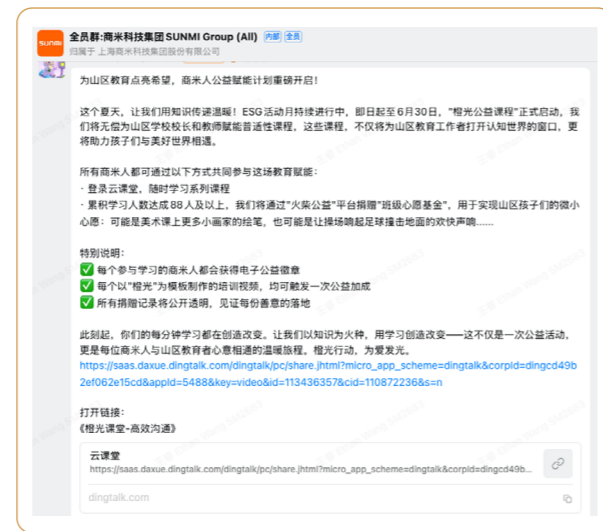 sunmi
全员群:商米科技集团SUNMI Group (All) 内部 全员
归属于 上海商米科技集团股份有限公司
为山区教育点亮希望，商米人公益赋能计划重磅开启！
这个夏天，让我们用知识传递温暖！ESG活动月持续进行中，即日起至6月30日，"橙光公益课程"正式启动，我
们将无偿为山区学校校长和教师赋能普适性课程，这些课程，不仅将为山区教育工作者打开认知世界的窗口，更
将助力孩子们与美好世界相遇。
所有商米人都可通过以下方式共同参与这场教育赋能：
· 登录云课堂，随时学习系列课程
· 累积学习人数达成88人及以上，我们将通过"火柴公益"平台捐赠"班级心愿基金"，用于实现山区孩子们的微小
心愿：可能是美术课上更多小画家的绘笔，也可能是让操场响起足球撞击地面的欢快声响......
特别说明：
✅ 每个参与学习的商米人都会获得电子公益徽章
✅ 每个以"橙光"为模板制作的培训视频，均可触发一次公益加成
✅ 所有捐赠记录将公开透明，见证每份善意的落地
此刻起，你们的每分钟学习都在创造改变。让我们以知识为火种，用学习创造改变——这不仅是一次公益活动，
更是每位商米人与山区教育者心意相通的温暖旅程。橙光行动，为爱发光。
https://saas.daxue.dingtalk.com/dingtalk/pc/share.jhtml?micro_app_scheme=dingtalk&corpId=dingcd49b
2ef062e15cd&appId=5488&key=video&id=113436357&cid=110872236&s=n
打开链接：
《橙光课堂-高效沟通》
云课堂
https://saas.daxue.dingtalk.com/dingtalk/pc/share.jhtml?micro_app_scheme=dingtalk&corpId=dingcd49b...
dingtalk.com